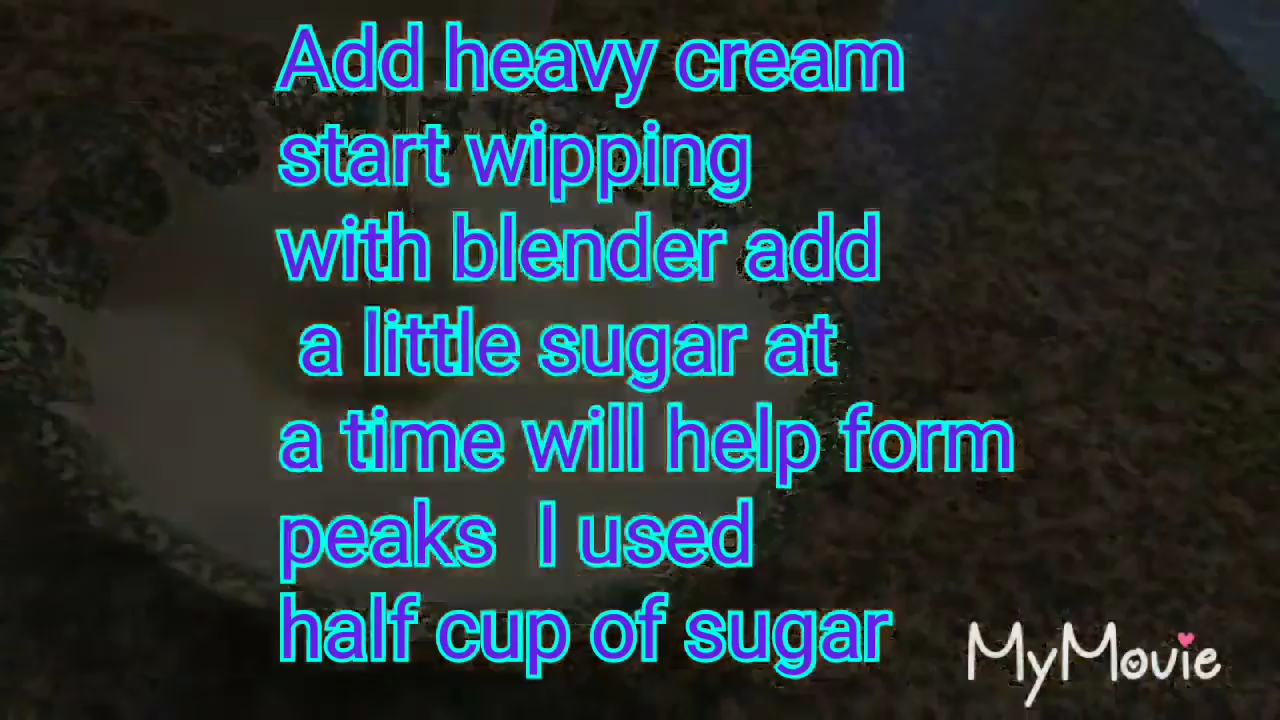 Add heavy cream
start wipping
with blender add
a little sugar at
a time will help form
peaks I used
half cup of sugar
MyMovie